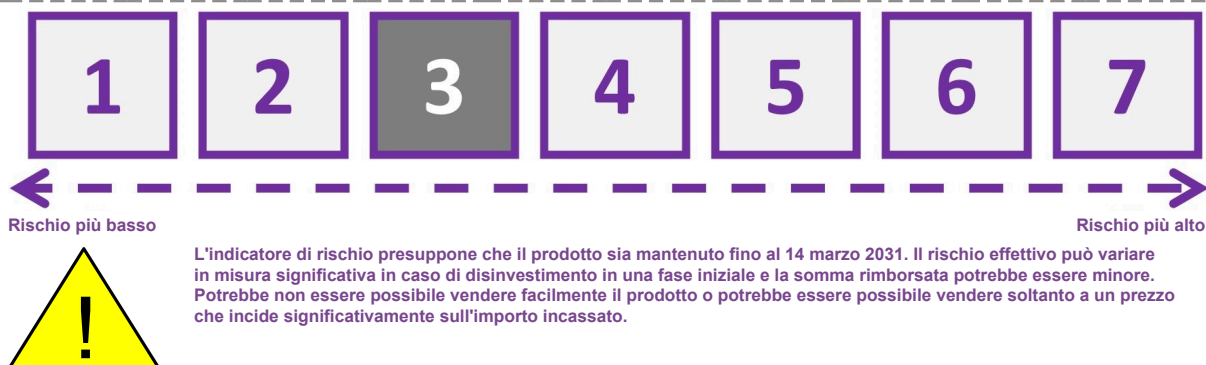 1 2 3 4 5 6 7
Rischio più basso Rischio più alto
L'indicatore di rischio presuppone che il prodotto sia mantenuto fino al 14 marzo 2031. Il rischio effettivo può variare
in misura significativa in caso di disinvestimento in una fase iniziale e la somma rimborsata potrebbe essere minore.
Potrebbe non essere possibile vendere facilmente il prodotto o potrebbe essere possibile vendere soltanto a un prezzo
che incide significativamente sull'importo incassato.
!